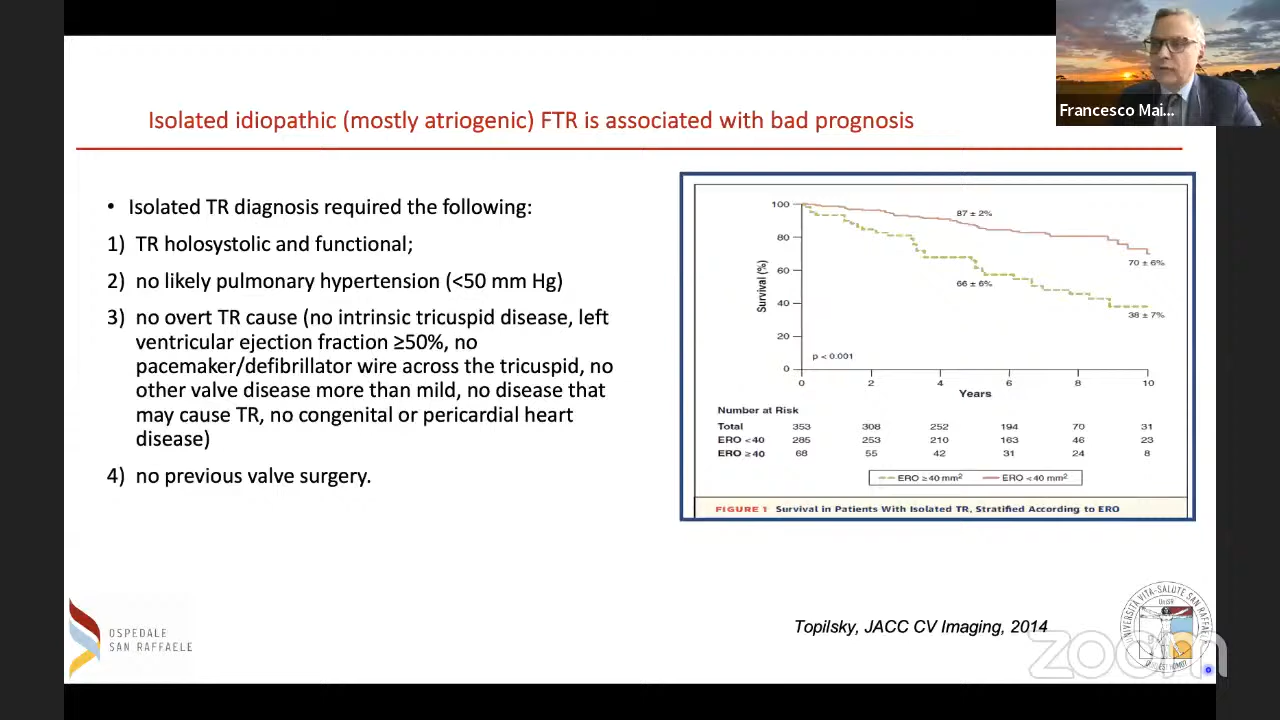 Francesco Mai...
Isolated idiopathic (mostly atriogenic) FTR is associated with bad prognosis
• Isolated TR diagnosis required the following:
1) TR holosystolic and functional;
2) no likely pulmonary hypertension (<50 mm Hg)
3) no overt TR cause (no intrinsic tricuspid disease, left
ventricular ejection fraction ≥50%, no
pacemaker/defibrillator wire across the tricuspid, no
other valve disease more than mild, no disease that
may cause TR, no congenital or pericardial heart
disease)
4) no previous valve surgery.
100
80
60
40
20
0
Survival (%)
87 ± 2%
70 ± 6%
66 ± 6%
38 ± 7%
p < 0.001
0 2 4 6 8 10
Years
Number at Risk
Total 353 308 252 194 70 31
ERO <40 285 253 210 163 46 23
ERO ≥40 68 55 42 31 24 8
ERO ≥40 mm² ERO <40 mm²
FIGURE 1 Survival in Patients With Isolated TR, Stratified According to ERO
Topilsky, JACC CV Imaging, 2014
OSPEDALE
SAN RAFFAELE
UNIVERSITÀ VITA-SALUTE SAN RAFFAELE
UniSR
zoom